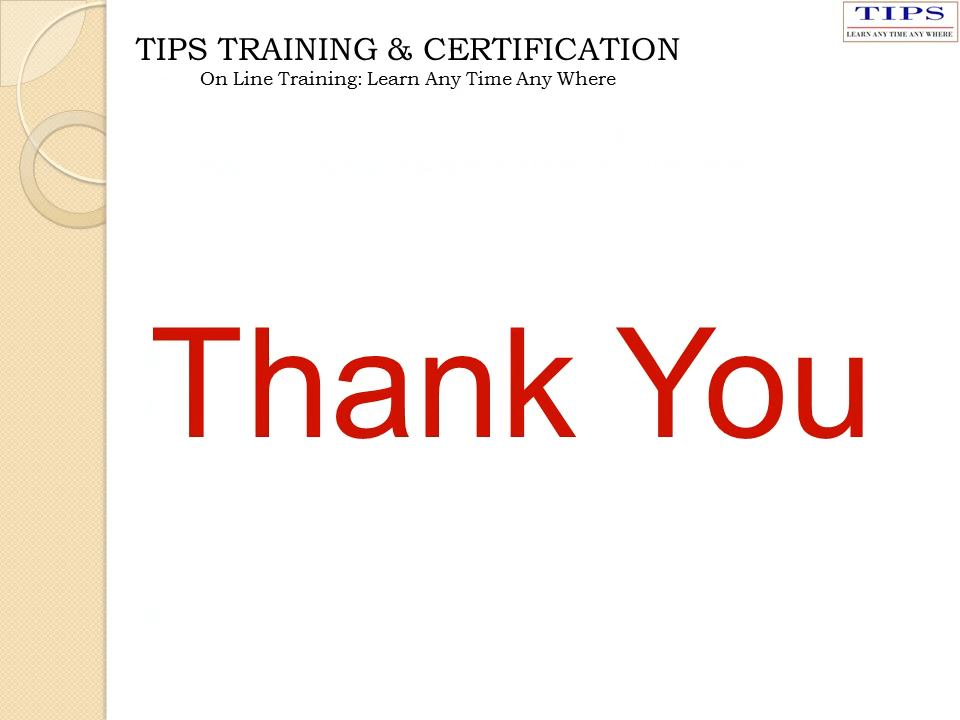 TIPS TRAINING & CERTIFICATION
On Line Training: Learn Any Time Any Where
TIPS
LEARN ANY TIME ANY WHERE
Thank You